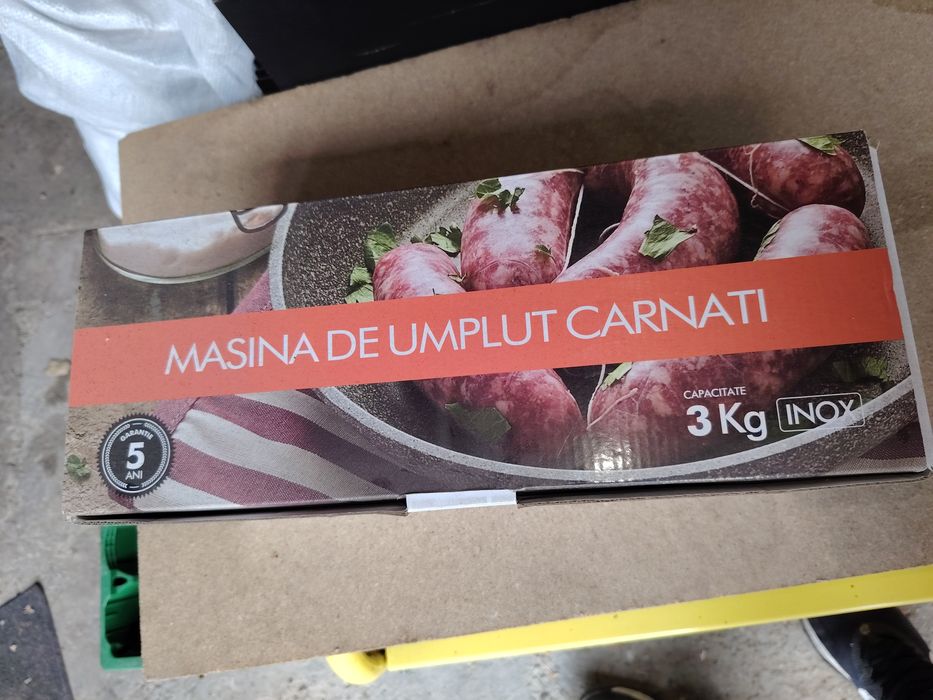 MASINA DE UMPLUT CARNATI
CAPACITATE
3 Kg INOX
GARANTIE
5
ANI